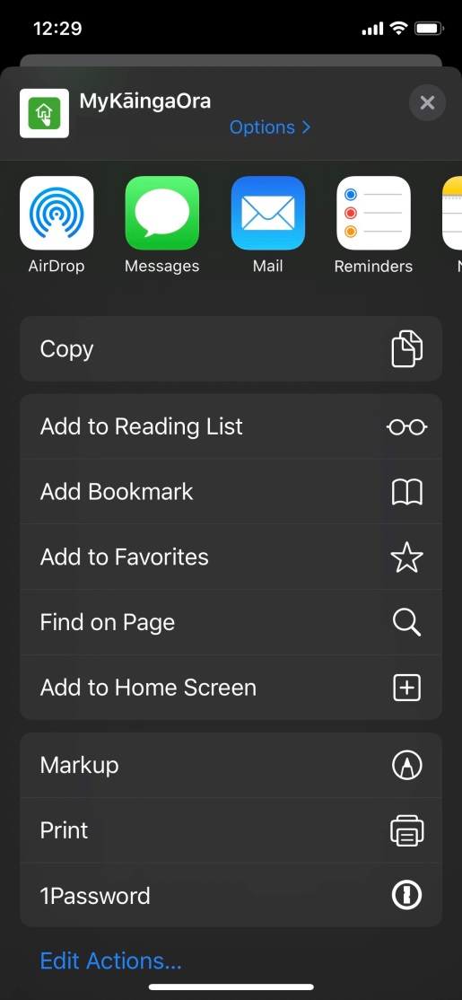 12:29
MyKāingaOra
Options >
AirDrop
Messages
Mail
Reminders
Copy
Add to Reading List
Add Bookmark
Add to Favorites
Find on Page
Add to Home Screen
Markup
Print
1Password
Edit Actions...